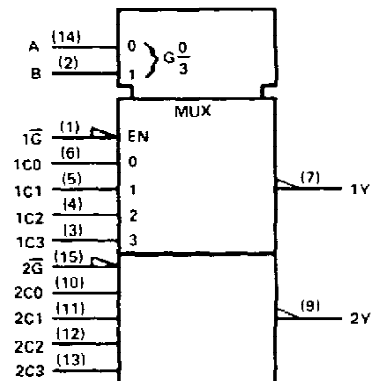 A (14) 0 } G 0/3
B (2) 1
MUX
1G̅ (1) EN
1C0 (6) 0
1C1 (5) 1 (7) 1Y
1C2 (4) 2
1C3 (3) 3
2G̅ (15)
2C0 (10)
2C1 (11) (9) 2Y
2C2 (12)
2C3 (13)